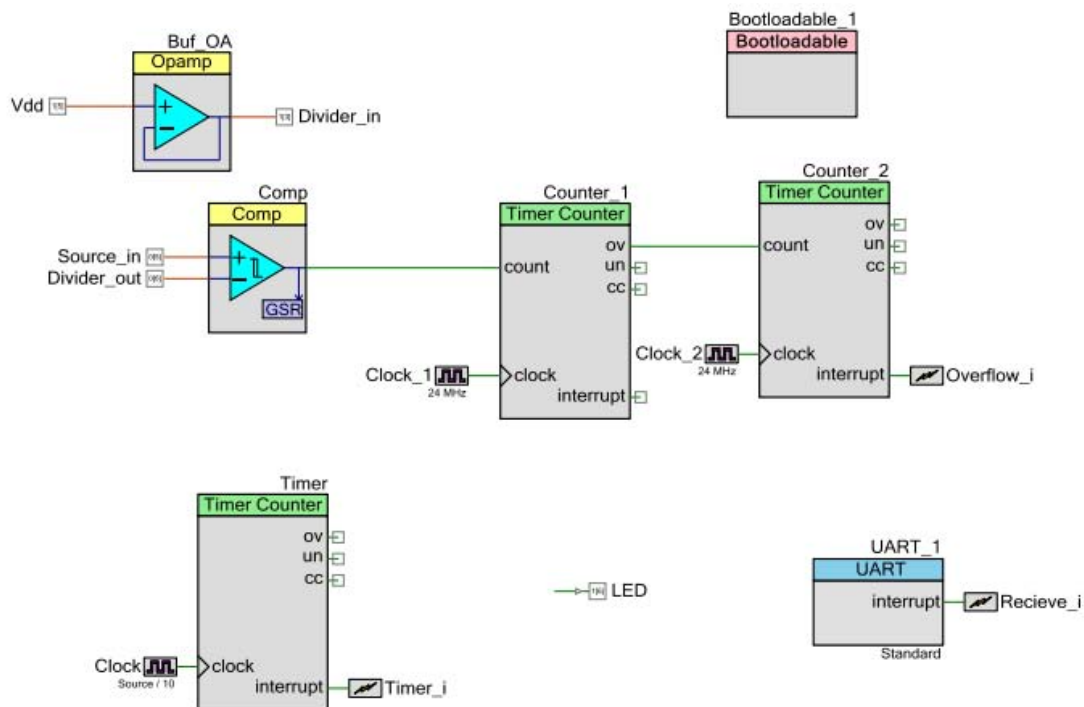 Bootloadable_1
Bootloadable
Buf_OA
Opamp
Vdd
Divider_in
Comp
Comp
Source_in
Divider_out
GSR
Counter_1
Timer Counter
ov
un
cc
count
Clock_1
24 MHz
clock
interrupt
Counter_2
Timer Counter
ov
un
cc
count
Clock_2
24 MHz
clock
interrupt
Overflow_i
Timer
Timer Counter
ov
un
cc
Clock
Source / 10
clock
interrupt
Timer_i
LED
UART_1
UART
interrupt
Recieve_i
Standard